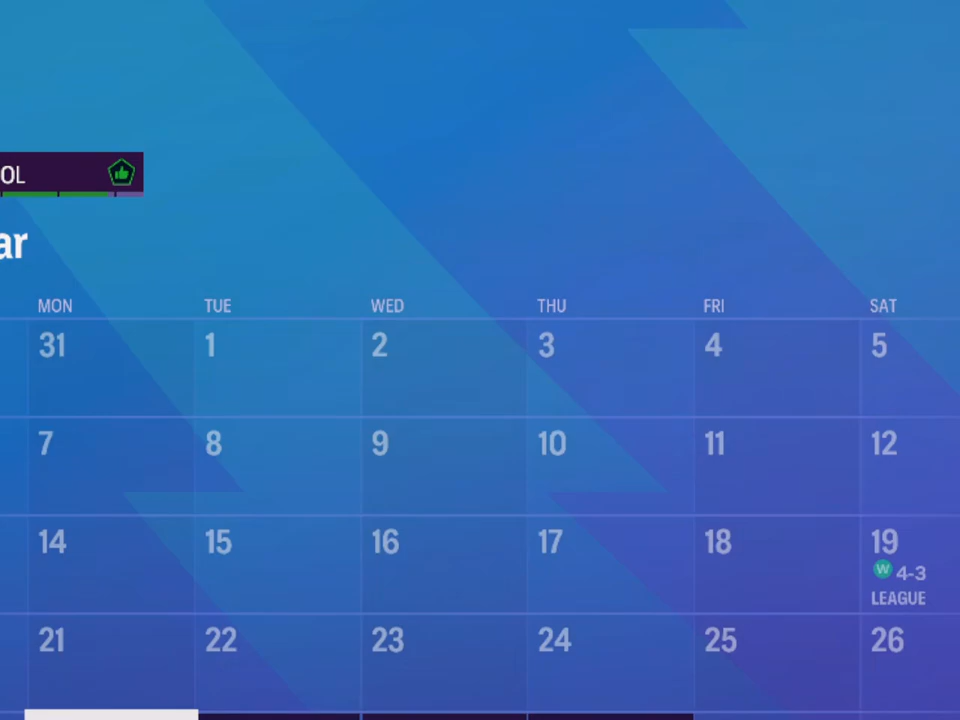 OL
ar
MON TUE WED THU FRI SAT
31 1 2 3 4 5
7 8 9 10 11 12
14 15 16 17 18 19
W 4-3
LEAGUE
21 22 23 24 25 26